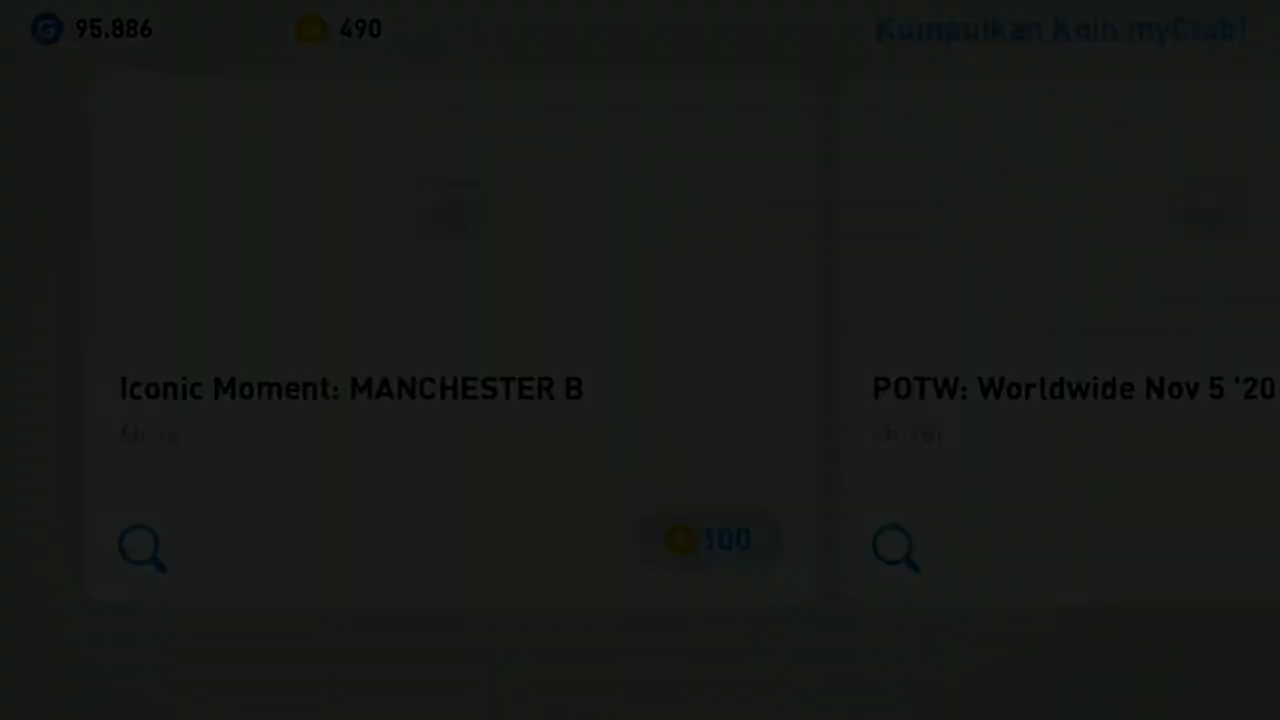 95.886
490
Kumpulkan Koin myClub!
Iconic Moment: MANCHESTER B
POTW: Worldwide Nov 5 '20
100